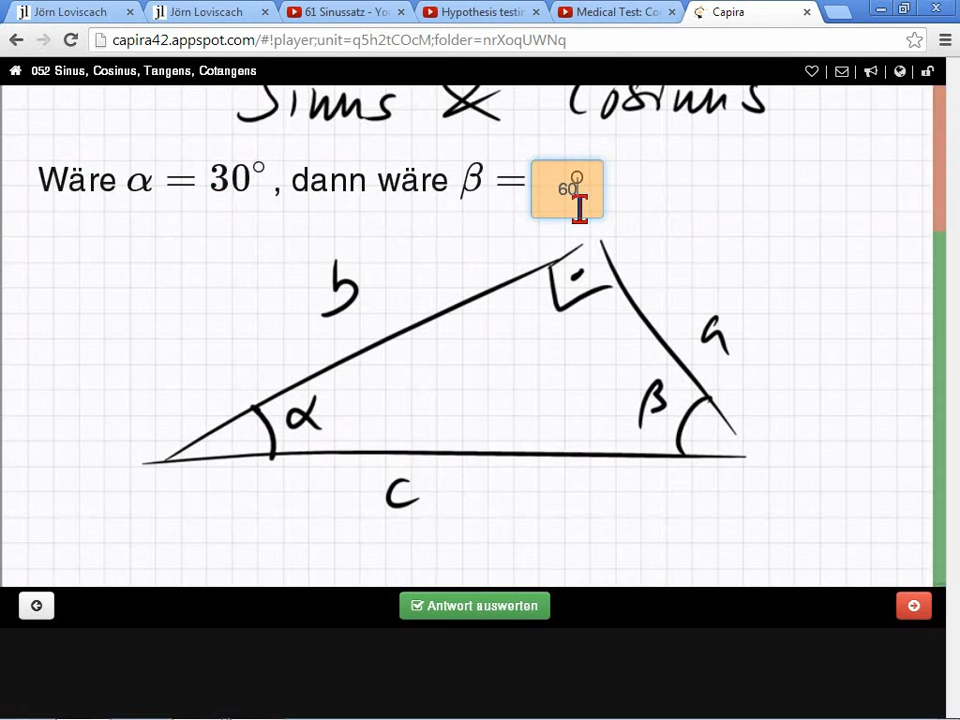 Jörn Loviscach
Jörn Loviscach
61 Sinussatz - Yo
Hypothesis testin
Medical Test: Co
Capira
capira42.appspot.com/#!player;unit=q5h2tCOcM;folder=nrXoqUWNq
052 Sinus, Cosinus, Tangens, Cotangens
Sinus & Cosinus
Wäre α = 30°, dann wäre β = 60°
b
a
α
β
c
Antwort auswerten